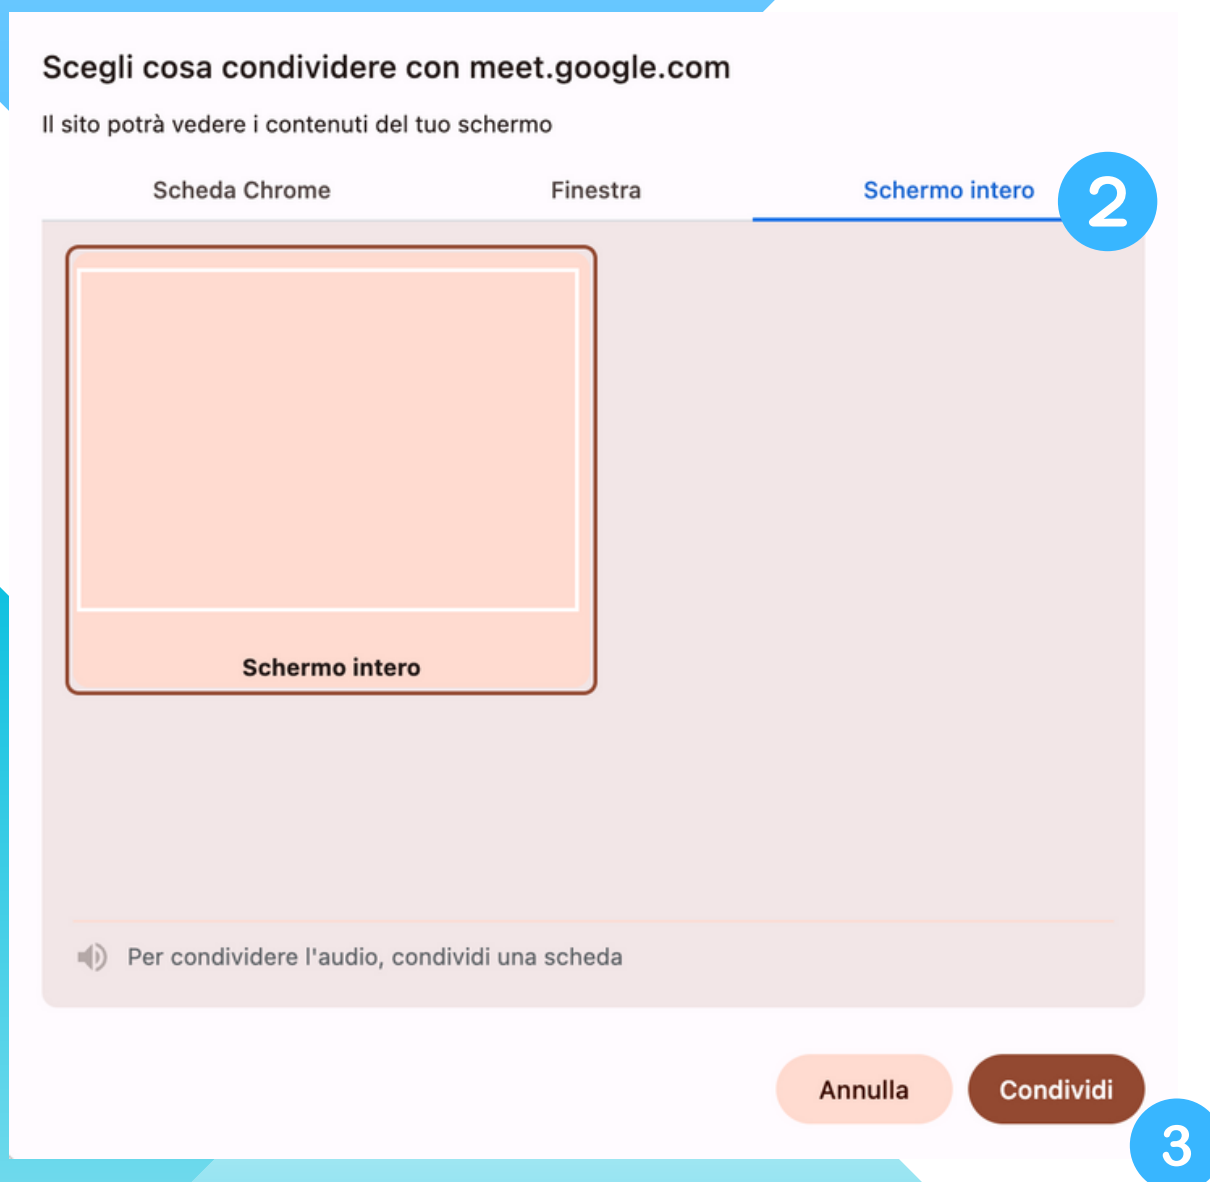 Scegli cosa condividere con meet.google.com
Il sito potrà vedere i contenuti del tuo schermo
Scheda Chrome
Finestra
Schermo intero
2
Schermo intero
Per condividere l'audio, condividi una scheda
Annulla
Condividi
3